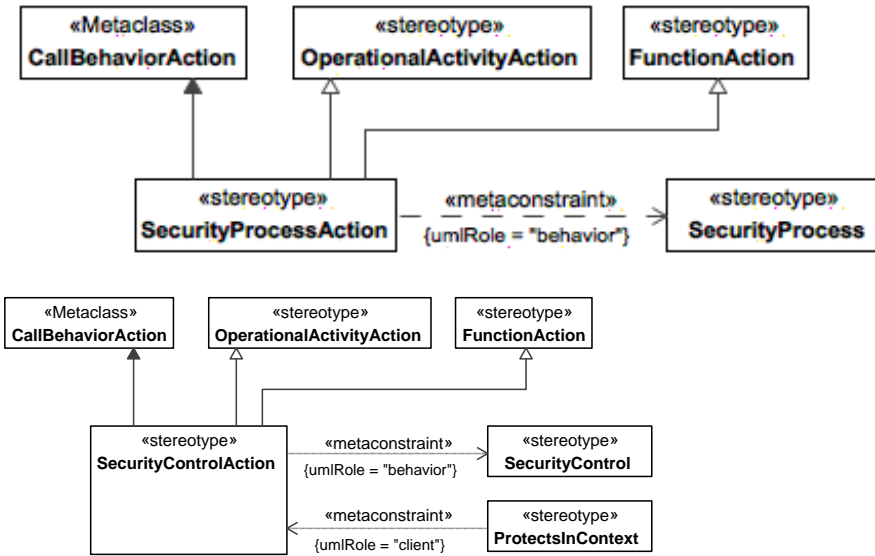 «Metaclass»
CallBehaviorAction
«stereotype»
OperationalActivityAction
«stereotype»
FunctionAction
«stereotype»
SecurityProcessAction
«metaconstraint»
{umlRole = "behavior"}
«stereotype»
SecurityProcess
«Metaclass»
CallBehaviorAction
«stereotype»
OperationalActivityAction
«stereotype»
FunctionAction
«stereotype»
SecurityControlAction
«metaconstraint»
{umlRole = "behavior"}
«stereotype»
SecurityControl
«metaconstraint»
{umlRole = "client"}
«stereotype»
ProtectsInContext